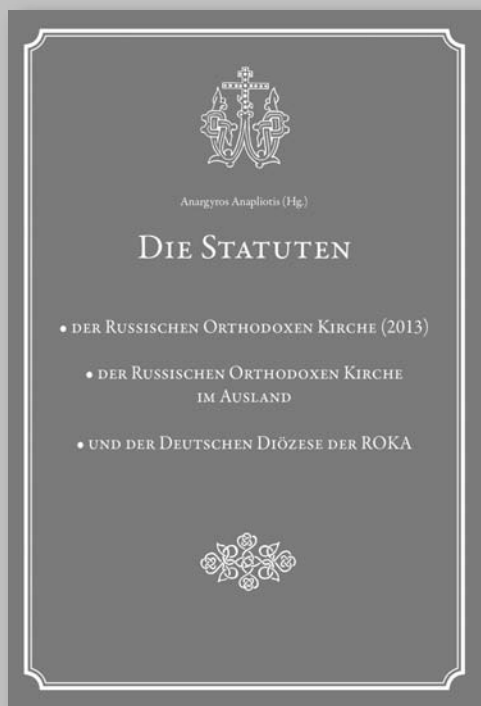 Anargyros Anapliotis (Hg.)
Die Statuten
• der Russischen Orthodoxen Kirche (2013)
• der Russischen Orthodoxen Kirche
im Ausland
• und der Deutschen Diözese der ROKA